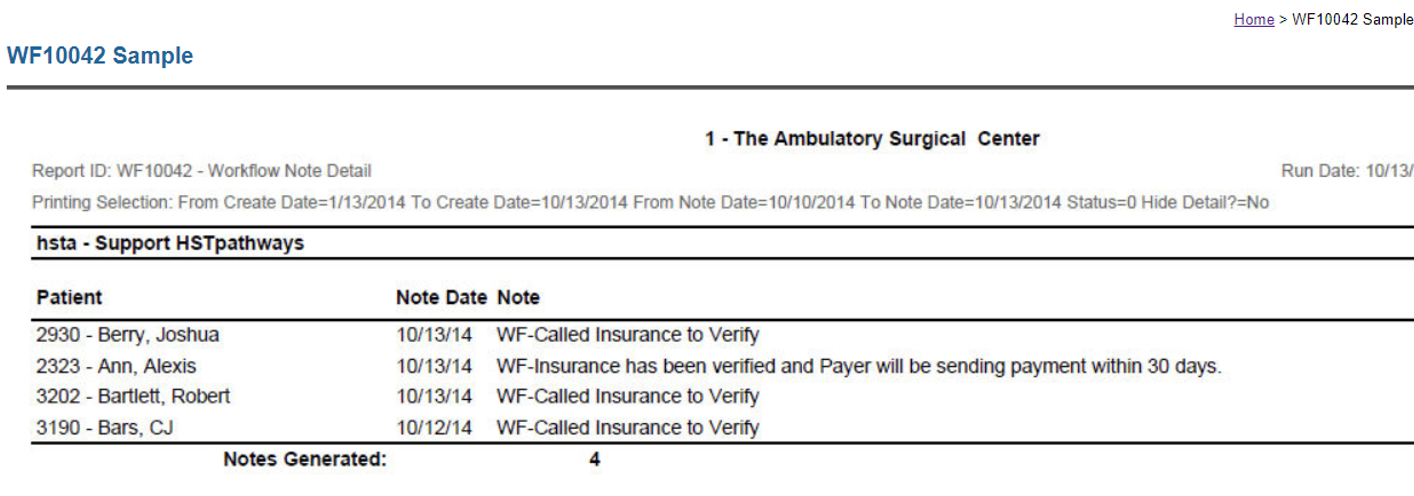 Home > WF10042 Sample
WF10042 Sample
1 - The Ambulatory Surgical Center
Report ID: WF10042 - Workflow Note Detail Run Date: 10/13/
Printing Selection: From Create Date=1/13/2014 To Create Date=10/13/2014 From Note Date=10/10/2014 To Note Date=10/13/2014 Status=0 Hide Detail?=No
hsta - Support HSTpathways
Patient Note Date Note
2930 - Berry, Joshua 10/13/14 WF-Called Insurance to Verify
2323 - Ann, Alexis 10/13/14 WF-Insurance has been verified and Payer will be sending payment within 30 days.
3202 - Bartlett, Robert 10/13/14 WF-Called Insurance to Verify
3190 - Bars, CJ 10/12/14 WF-Called Insurance to Verify
Notes Generated: 4